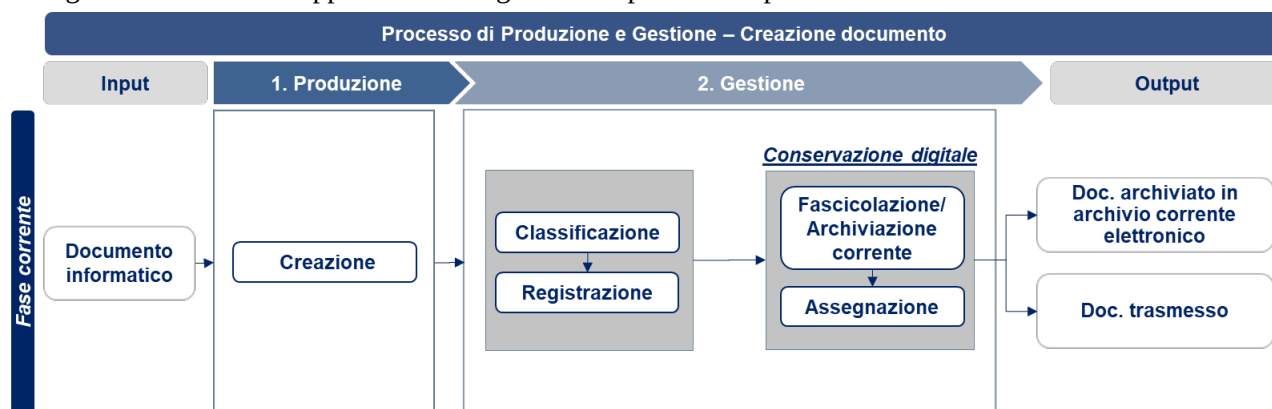 Processo di Produzione e Gestione – Creazione documento
Input
1. Produzione
2. Gestione
Output
Fase corrente
Documento
informatico
Creazione
Classificazione
Registrazione
Conservazione digitale
Fascicolazione/
Archiviazione
corrente
Assegnazione
Doc. archiviato in
archivio corrente
elettronico
Doc. trasmesso